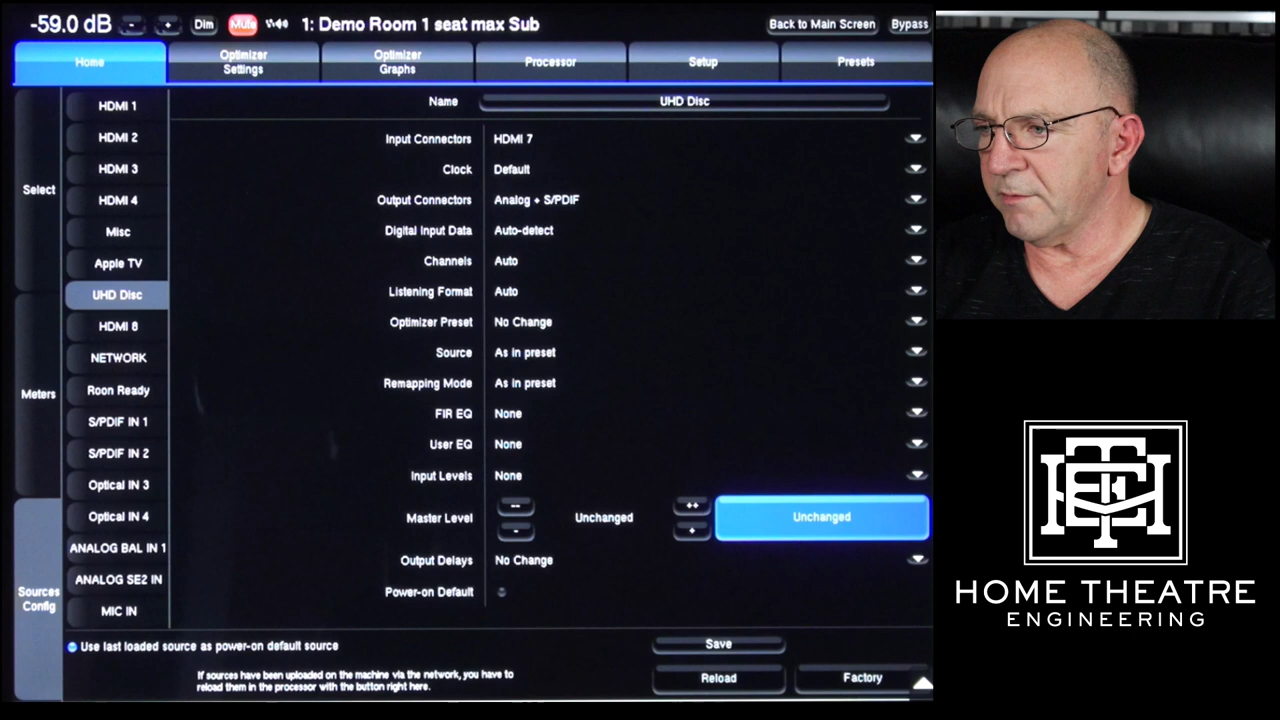 -59.0 dB - + Dim Mute 1: Demo Room 1 seat max Sub Back to Main Screen Bypass
Home Optimizer Settings Optimizer Graphs Processor Setup Presets
Select
Meters
Sources Config
HDMI 1
HDMI 2
HDMI 3
HDMI 4
Misc
Apple TV
UHD Disc
HDMI 8
NETWORK
Roon Ready
S/PDIF IN 1
S/PDIF IN 2
Optical IN 3
Optical IN 4
ANALOG BAL IN 1
ANALOG SE2 IN
MIC IN
Name UHD Disc
Input Connectors HDMI 7
Clock Default
Output Connectors Analog + S/PDIF
Digital Input Data Auto-detect
Channels Auto
Listening Format Auto
Optimizer Preset No Change
Source As in preset
Remapping Mode As in preset
FIR EQ None
User EQ None
Input Levels None
Master Level -- - Unchanged ++ + Unchanged
Output Delays No Change
Power-on Default
Use last loaded source as power-on default source
Save
If sources have been uploaded on the machine via the network, you have to
reload them in the processor with the button right here.
Reload Factory
HTE
HOME THEATRE
ENGINEERING